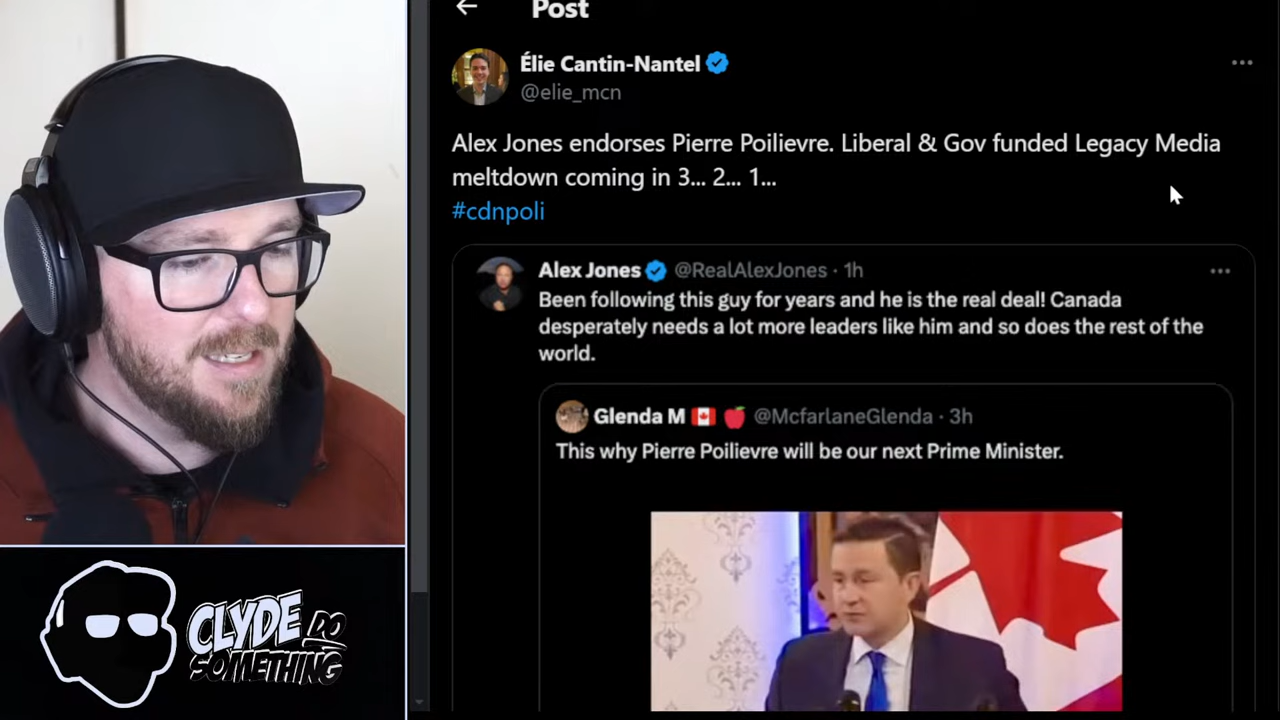 Post
Élie Cantin-Nantel
@elie_mcn
Alex Jones endorses Pierre Poilievre. Liberal & Gov funded Legacy Media
meltdown coming in 3... 2... 1...
#cdnpoli
Alex Jones @RealAlexJones · 1h
Been following this guy for years and he is the real deal! Canada
desperately needs a lot more leaders like him and so does the rest of the
world.
Glenda M 🇨🇦 🍎 @McfarlaneGlenda · 3h
This why Pierre Poilievre will be our next Prime Minister.
CLYDE DO
SOMETHING